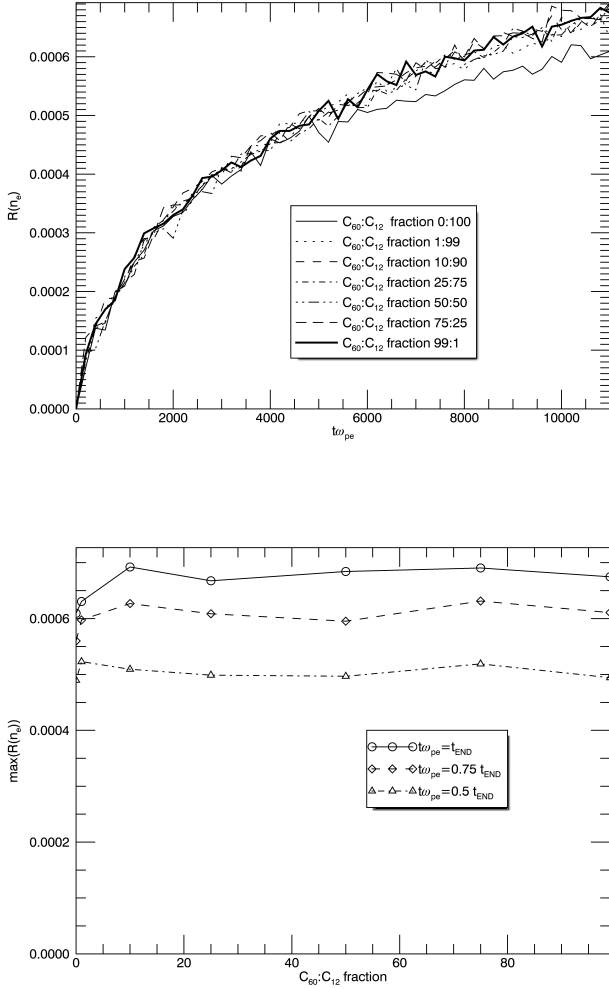 0.0006
0.0005
0.0004
0.0003
0.0002
0.0001
0.0000
R(nₑ)
C₆₀:C₁₂ fraction 0:100
C₆₀:C₁₂ fraction 1:99
C₆₀:C₁₂ fraction 10:90
C₆₀:C₁₂ fraction 25:75
C₆₀:C₁₂ fraction 50:50
C₆₀:C₁₂ fraction 75:25
C₆₀:C₁₂ fraction 99:1
0 2000 4000 6000 8000 10000
tω_pe
0.0006
0.0004
0.0002
0.0000
max(R(nₑ))
tω_pe=t_END
tω_pe=0.75 t_END
tω_pe=0.5 t_END
0 20 40 60 80
C₆₀:C₁₂ fraction